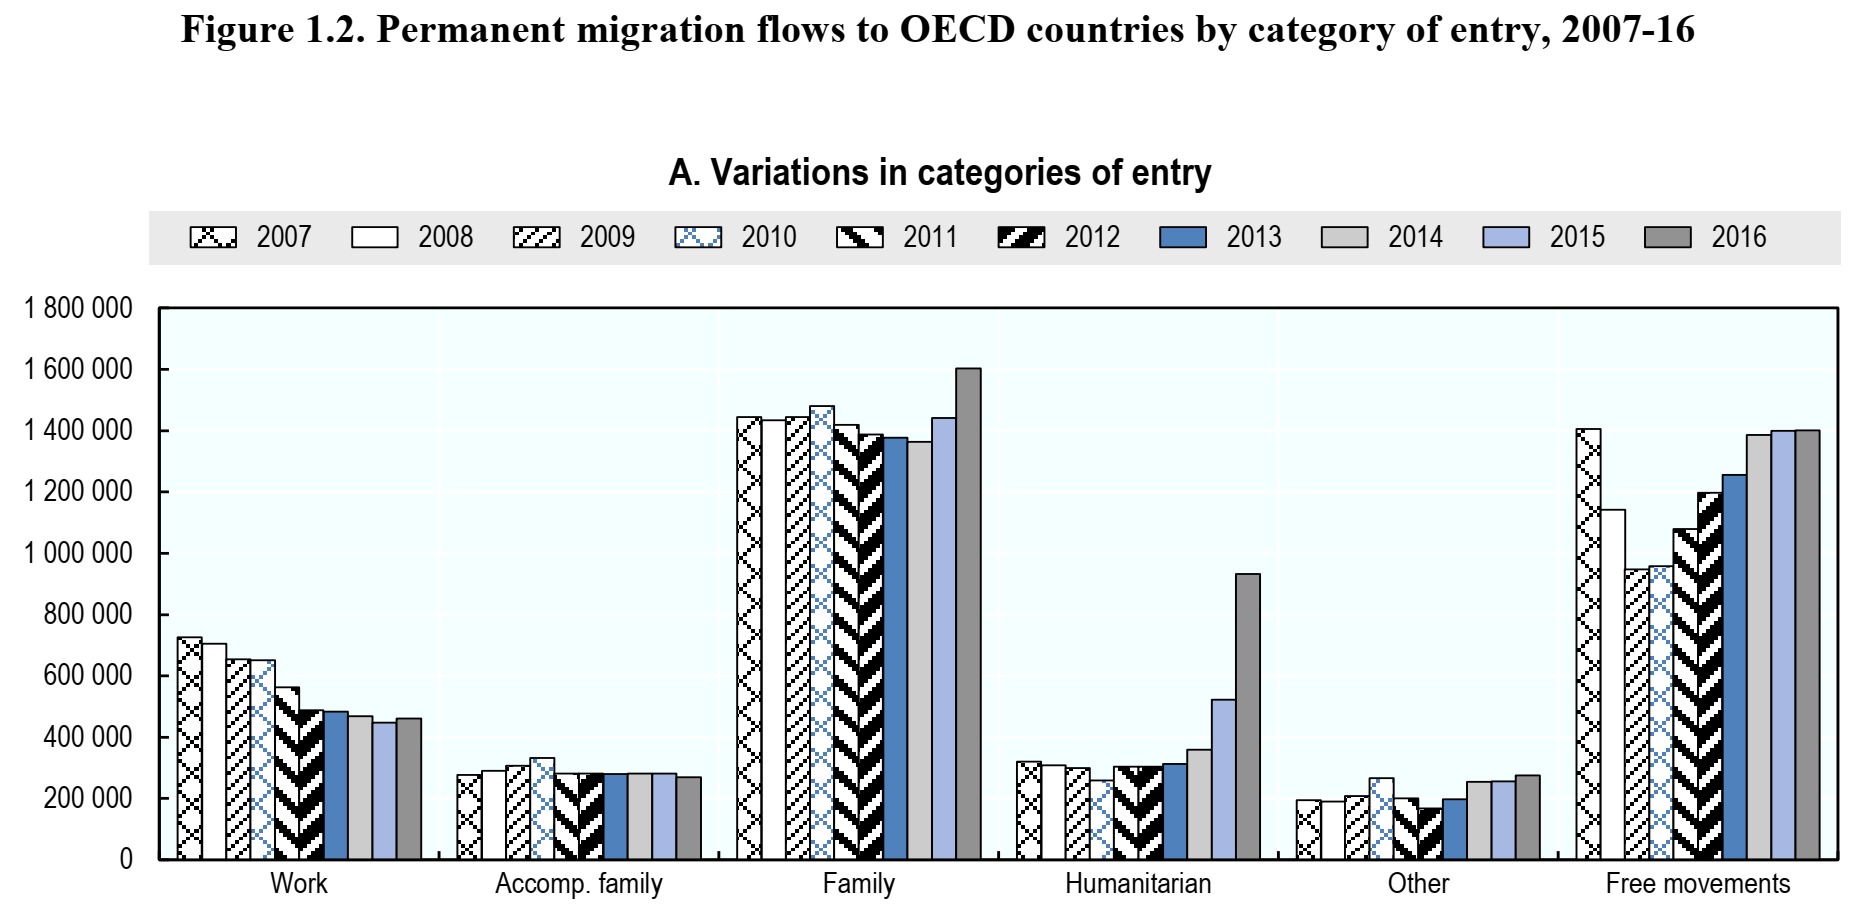 Figure 1.2. Permanent migration flows to OECD countries by category of entry, 2007-16
A. Variations in categories of entry
2007 2008 2009 2010 2011 2012 2013 2014 2015 2016
1 800 000
1 600 000
1 400 000
1 200 000
1 000 000
800 000
600 000
400 000
200 000
0
Work Accomp. family Family Humanitarian Other Free movements